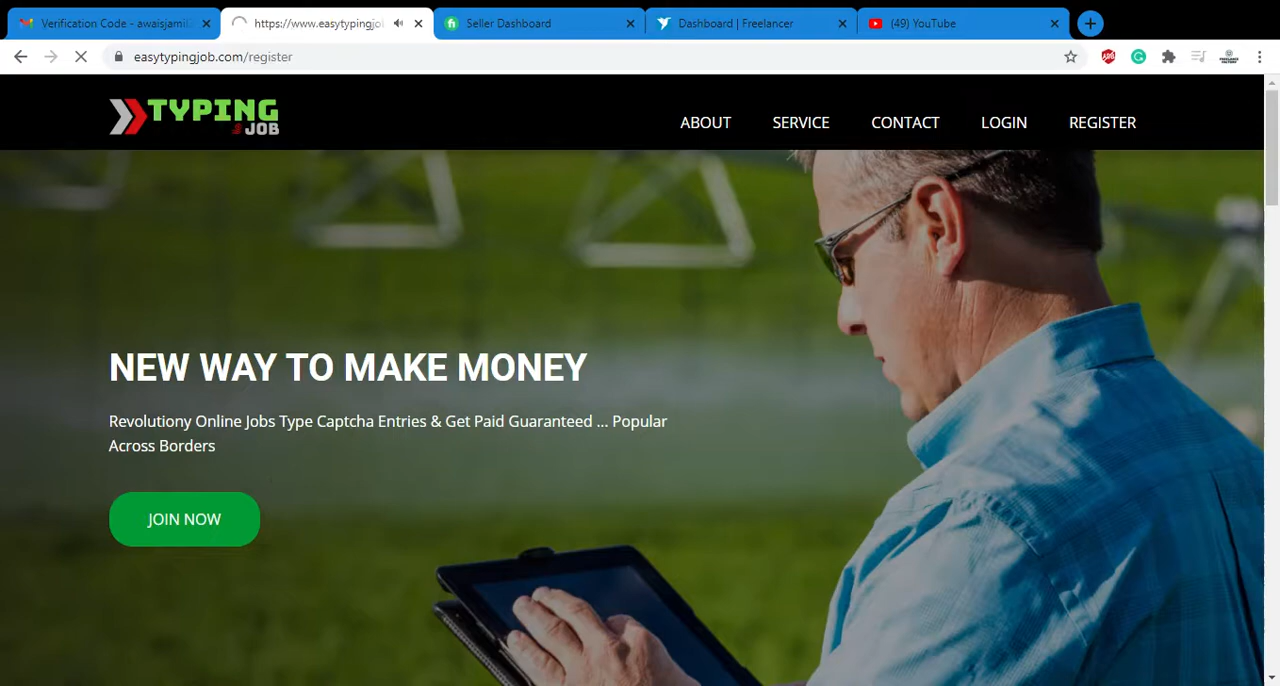 Verification Code - awaisjamil
https://www.easytypingjo
Seller Dashboard
Dashboard | Freelancer
(49) YouTube
easytypingjob.com/register
TYPING
JOB
ABOUT
SERVICE
CONTACT
LOGIN
REGISTER
NEW WAY TO MAKE MONEY
Revolutiony Online Jobs Type Captcha Entries & Get Paid Guaranteed ... Popular
Across Borders
JOIN NOW